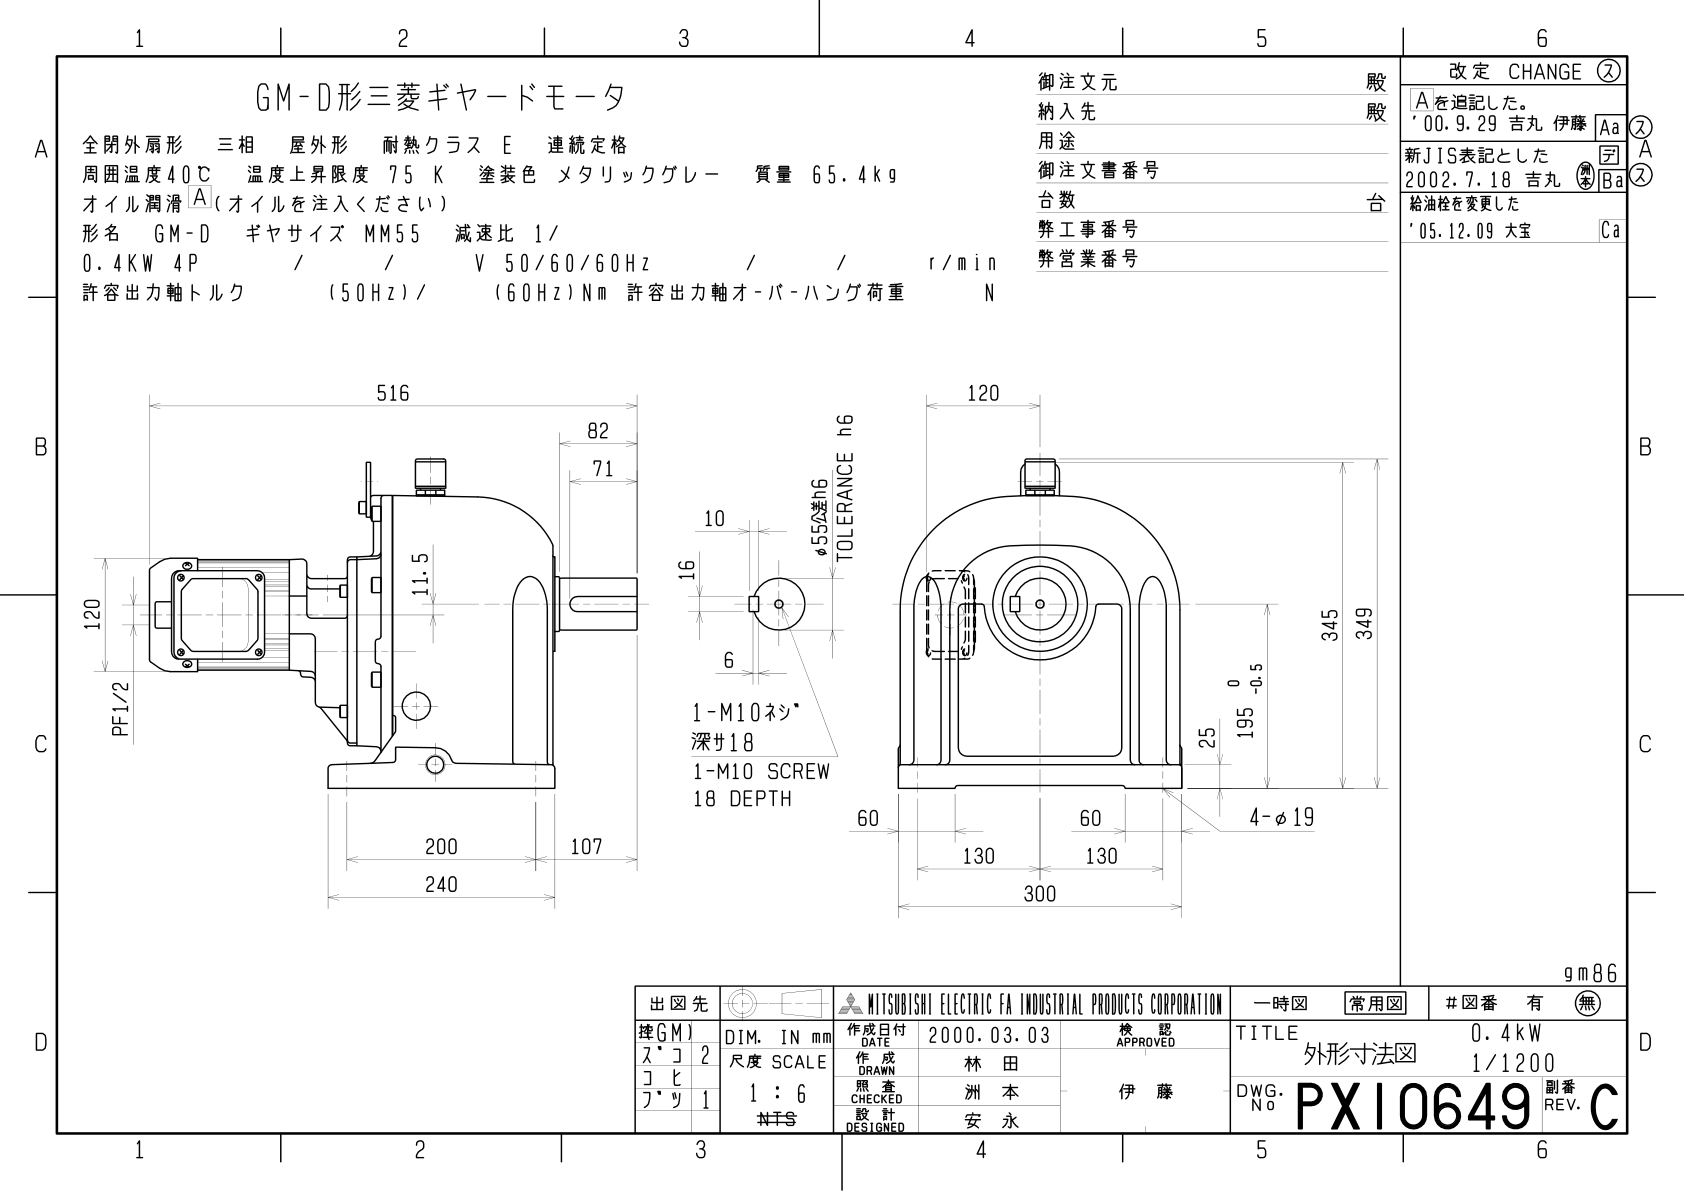 1 2 3 4 5 6
GM-D形三菱ギヤードモータ
全閉外扇形 三相 屋外形 耐熱クラス E 連続定格
周囲温度40℃ 温度上昇限度 75 K 塗装色 メタリックグレー 質量 65.4kg
オイル潤滑 A (オイルを注入ください)
形名 GM-D ギヤサイズ MM55 減速比 1/
0.4KW 4P / / V 50/60/60Hz / / r/min
許容出力軸トルク (50Hz)/ (60Hz)Nm 許容出力軸オ-バ-ハング荷重 N
御注文元 殿
納入先 殿
用途
御注文書番号
台数 台
弊工事番号
弊営業番号
改定 CHANGE ス
Aを追記した。
'00.9.29 吉丸 伊藤 Aa ス
新JIS表記とした デ
2002.7.18 吉丸 洲本 Ba ス
給油栓を変更した
'05.12.09 大宝 Ca
A
A
B
B
C
C
D
D
516
82
71
11.5
120
PF1/2
200
107
240
10
16
6
φ55公差h6
TOLERANCE h6
1-M10ネジ
深サ18
1-M10 SCREW
18 DEPTH
120
345
349
195 0 -0.5
25
60
60
4-φ19
130
130
300
gm86
出図先
MITSUBISHI ELECTRIC FA INDUSTRIAL PRODUCTS CORPORATION
一時図 常用図 #図番 有 無
GM)
スﾞコ 2
コヒ
フﾞツ 1
DIM. IN mm
尺度 SCALE
1 : 6
NTS
作成日付 DATE 2000.03.03
作成 DRAWN 林田
照査 CHECKED 洲本
設計 DESIGNED 安永
検認 APPROVED
伊藤
TITLE 0.4kW
外形寸法図 1/1200
DWG. No PX10649 副番 REV. C
1 2 3 4 5 6